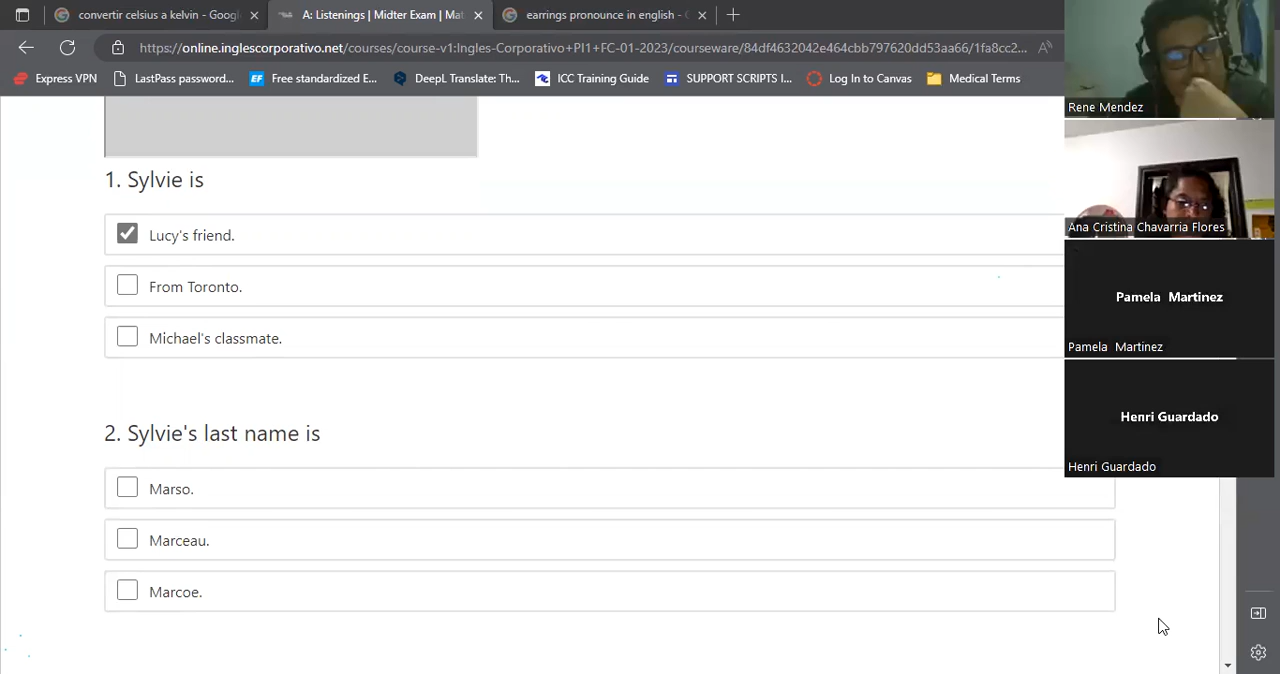 convertir celsius a kelvin - Googl
A: Listenings | Midter Exam | Mat
earrings pronounce in english -
https://online.inglescorporativo.net/courses/course-v1:Ingles-Corporativo+PI1+FC-01-2023/courseware/84df4632042e464cbb797620dd53aa66/1fa8cc2...
Express VPN
LastPass password...
Free standardized E...
DeepL Translate: Th...
ICC Training Guide
SUPPORT SCRIPTS I...
Log In to Canvas
Medical Terms
Rene Mendez
1. Sylvie is
Lucy's friend.
From Toronto.
Michael's classmate.
Ana Cristina Chavarria Flores
Pamela Martinez
Pamela Martinez
Henri Guardado
Henri Guardado
2. Sylvie's last name is
Marso.
Marceau.
Marcoe.